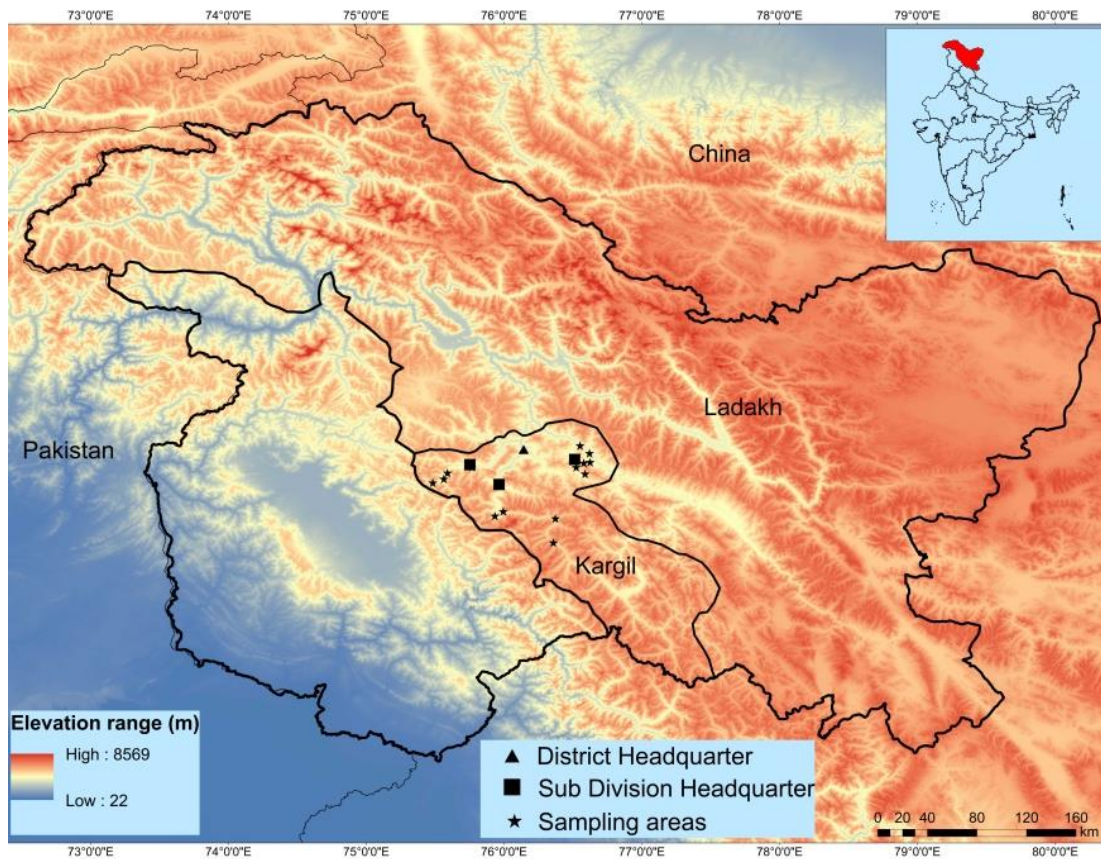 73°0'0"E 74°0'0"E 75°0'0"E 76°0'0"E 77°0'0"E 78°0'0"E 79°0'0"E 80°0'0"E
China
Ladakh
Pakistan
Kargil
Elevation range (m)
High : 8569
Low : 22
District Headquarter
Sub Division Headquarter
Sampling areas
0 20 40 80 120 160
km
73°0'0"E 74°0'0"E 75°0'0"E 76°0'0"E 77°0'0"E 78°0'0"E 79°0'0"E 80°0'0"E